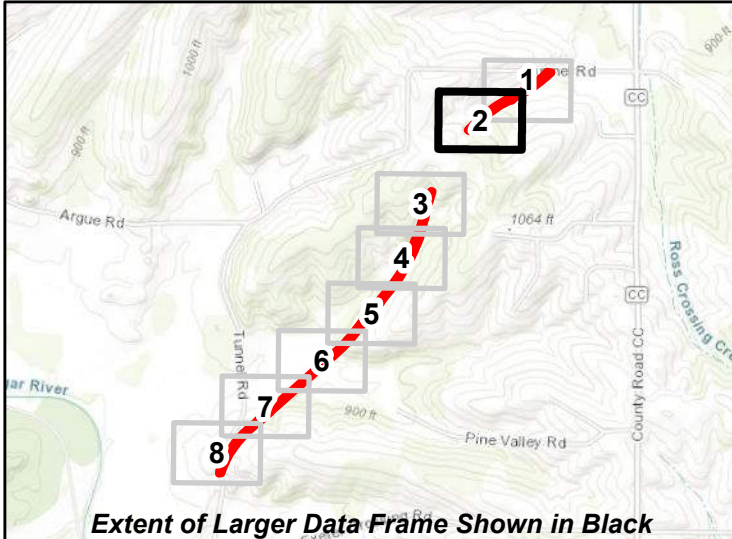 1000 ft
900 ft
1
Rd
CC
2
900 ft
3
Argue Rd
1064 ft
4
Ross Crossing Cre
CC
5
Tunnel Rd
6
County Road CC
River
7
900 ft
Pine Valley Rd
8
Rd
Extent of Larger Data Frame Shown in Black